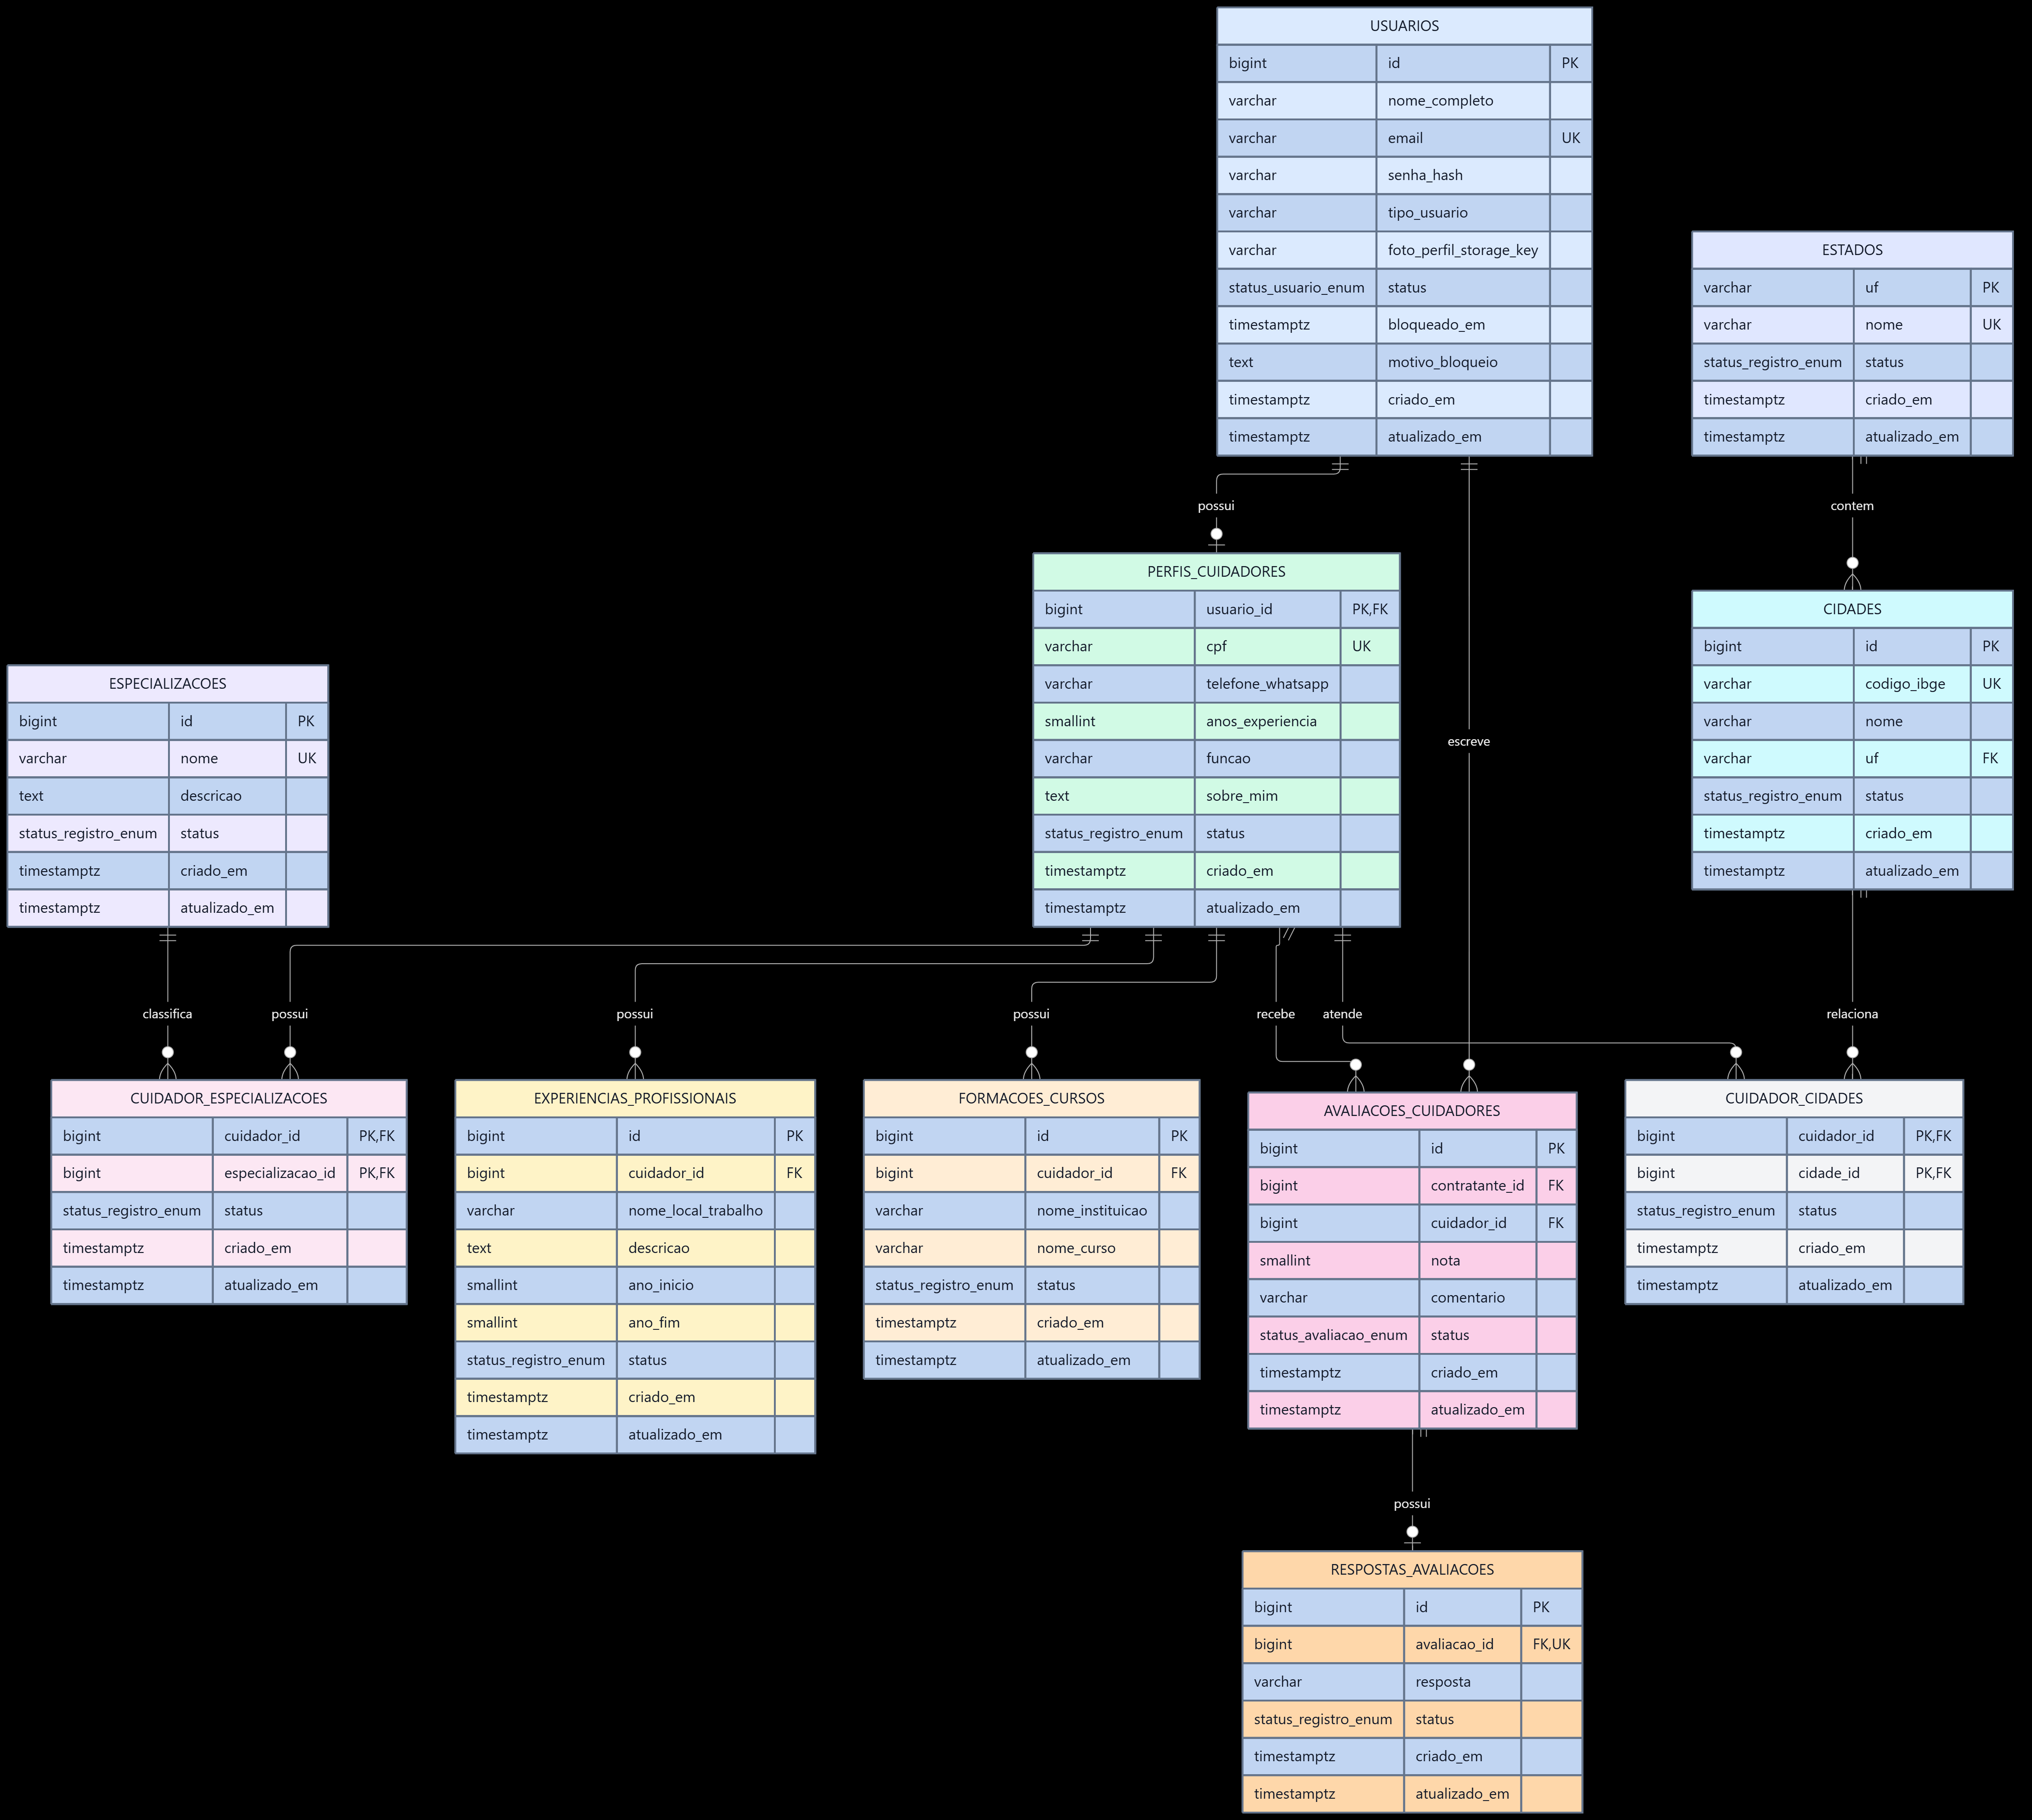 USUARIOS
bigint id PK
varchar nome_completo
varchar email UK
varchar senha_hash
varchar tipo_usuario
varchar foto_perfil_storage_key
status_usuario_enum status
timestamptz bloqueado_em
text motivo_bloqueio
timestamptz criado_em
timestamptz atualizado_em
ESTADOS
varchar uf PK
varchar nome UK
status_registro_enum status
timestamptz criado_em
timestamptz atualizado_em
possui
contem
PERFIS_CUIDADORES
bigint usuario_id PK,FK
varchar cpf UK
varchar telefone_whatsapp
smallint anos_experiencia
varchar funcao
text sobre_mim
status_registro_enum status
timestamptz criado_em
timestamptz atualizado_em
escreve
CIDADES
bigint id PK
varchar codigo_ibge UK
varchar nome
varchar uf FK
status_registro_enum status
timestamptz criado_em
timestamptz atualizado_em
ESPECIALIZACOES
bigint id PK
varchar nome UK
text descricao
status_registro_enum status
timestamptz criado_em
timestamptz atualizado_em
classifica
possui
possui
possui
recebe
atende
relaciona
CUIDADOR_ESPECIALIZACOES
bigint cuidador_id PK,FK
bigint especializacao_id PK,FK
status_registro_enum status
timestamptz criado_em
timestamptz atualizado_em
EXPERIENCIAS_PROFISSIONAIS
bigint id PK
bigint cuidador_id FK
varchar nome_local_trabalho
text descricao
smallint ano_inicio
smallint ano_fim
status_registro_enum status
timestamptz criado_em
timestamptz atualizado_em
FORMACOES_CURSOS
bigint id PK
bigint cuidador_id FK
varchar nome_instituicao
varchar nome_curso
status_registro_enum status
timestamptz criado_em
timestamptz atualizado_em
AVALIACOES_CUIDADORES
bigint id PK
bigint contratante_id FK
bigint cuidador_id FK
smallint nota
varchar comentario
status_avaliacao_enum status
timestamptz criado_em
timestamptz atualizado_em
CUIDADOR_CIDADES
bigint cuidador_id PK,FK
bigint cidade_id PK,FK
status_registro_enum status
timestamptz criado_em
timestamptz atualizado_em
possui
RESPOSTAS_AVALIACOES
bigint id PK
bigint avaliacao_id FK,UK
varchar resposta
status_registro_enum status
timestamptz criado_em
timestamptz atualizado_em